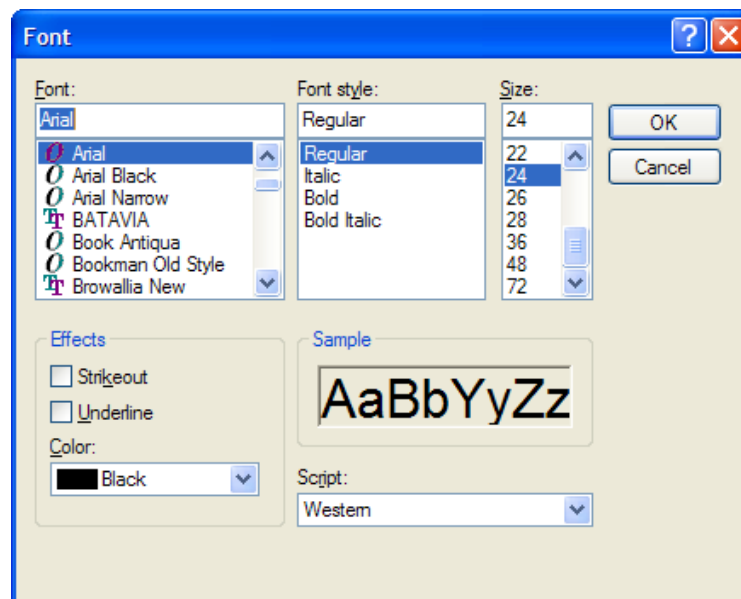 Font
Font:
Arial
Arial
Arial Black
Arial Narrow
BATAVIA
Book Antiqua
Bookman Old Style
Browallia New
Font style:
Regular
Regular
Italic
Bold
Bold Italic
Size:
24
22
24
26
28
36
48
72
OK
Cancel
Effects
Strikeout
Underline
Color:
Black
Sample
AaBbYyZz
Script:
Western